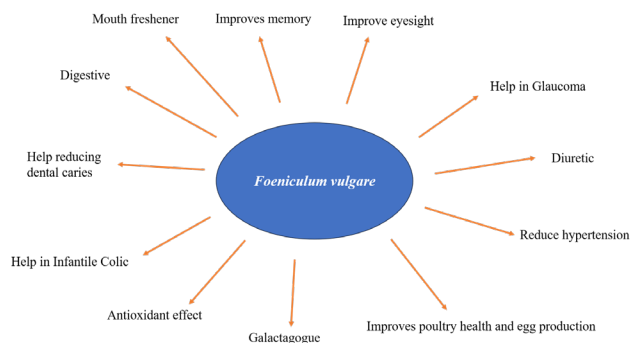 Mouth freshener
Improves memory
Improve eyesight
Digestive
Help in Glaucoma
Help reducing
dental caries
Diuretic
Foeniculum vulgare
Reduce hypertension
Help in Infantile Colic
Antioxidant effect
Galactagogue
Improves poultry health and egg production